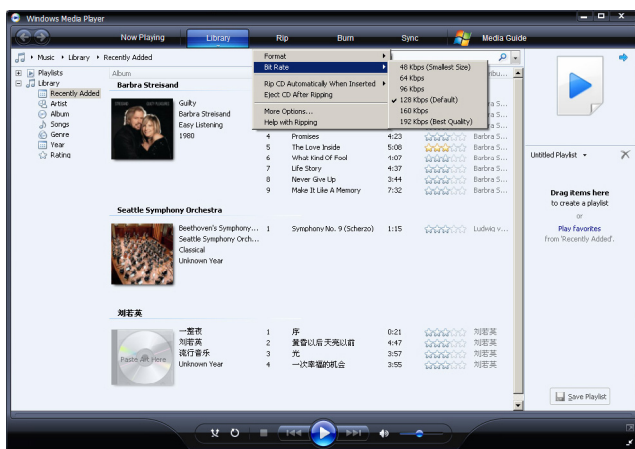 Windows Media Player
Now Playing Library Rip Burn Sync Media Guide
Music Library Recently Added
Format
Bit Rate
Rip CD Automatically When Inserted
Eject CD After Ripping
More Options...
Help with Ripping
48 Kbps (Smallest Size)
64 Kbps
96 Kbps
128 Kbps (Default)
160 Kbps
192 Kbps (Best Quality)
Playlists
Library
Recently Added
Artist
Album
Songs
Genre
Year
Rating
Album
Barbra Streisand
Guilty
Barbra Streisand
Easy Listening
1980
4 Promises 4:23 Barbra S...
5 The Love Inside 5:08 Barbra S...
6 What Kind Of Fool 4:07 Barbra S...
7 Life Story 4:37 Barbra S...
8 Never Give Up 3:44 Barbra S...
9 Make It Like A Memory 7:32 Barbra S...
Seattle Symphony Orchestra
Beethoven's Symphony... 1 Symphony No. 9 (Scherzo) 1:15 Ludwig v...
Seattle Symphony Orch...
Classical
Unknown Year
刘若英
Paste Art Here
一整夜 1 序 0:21 刘若英
刘若英 2 黄昏以后天亮以前 4:47 刘若英
流行音乐 3 光 3:57 刘若英
Unknown Year 4 一次幸福的机会 3:55 刘若英
Untitled Playlist
Drag items here
to create a playlist
or
Play favorites
from 'Recently Added'.
Save Playlist